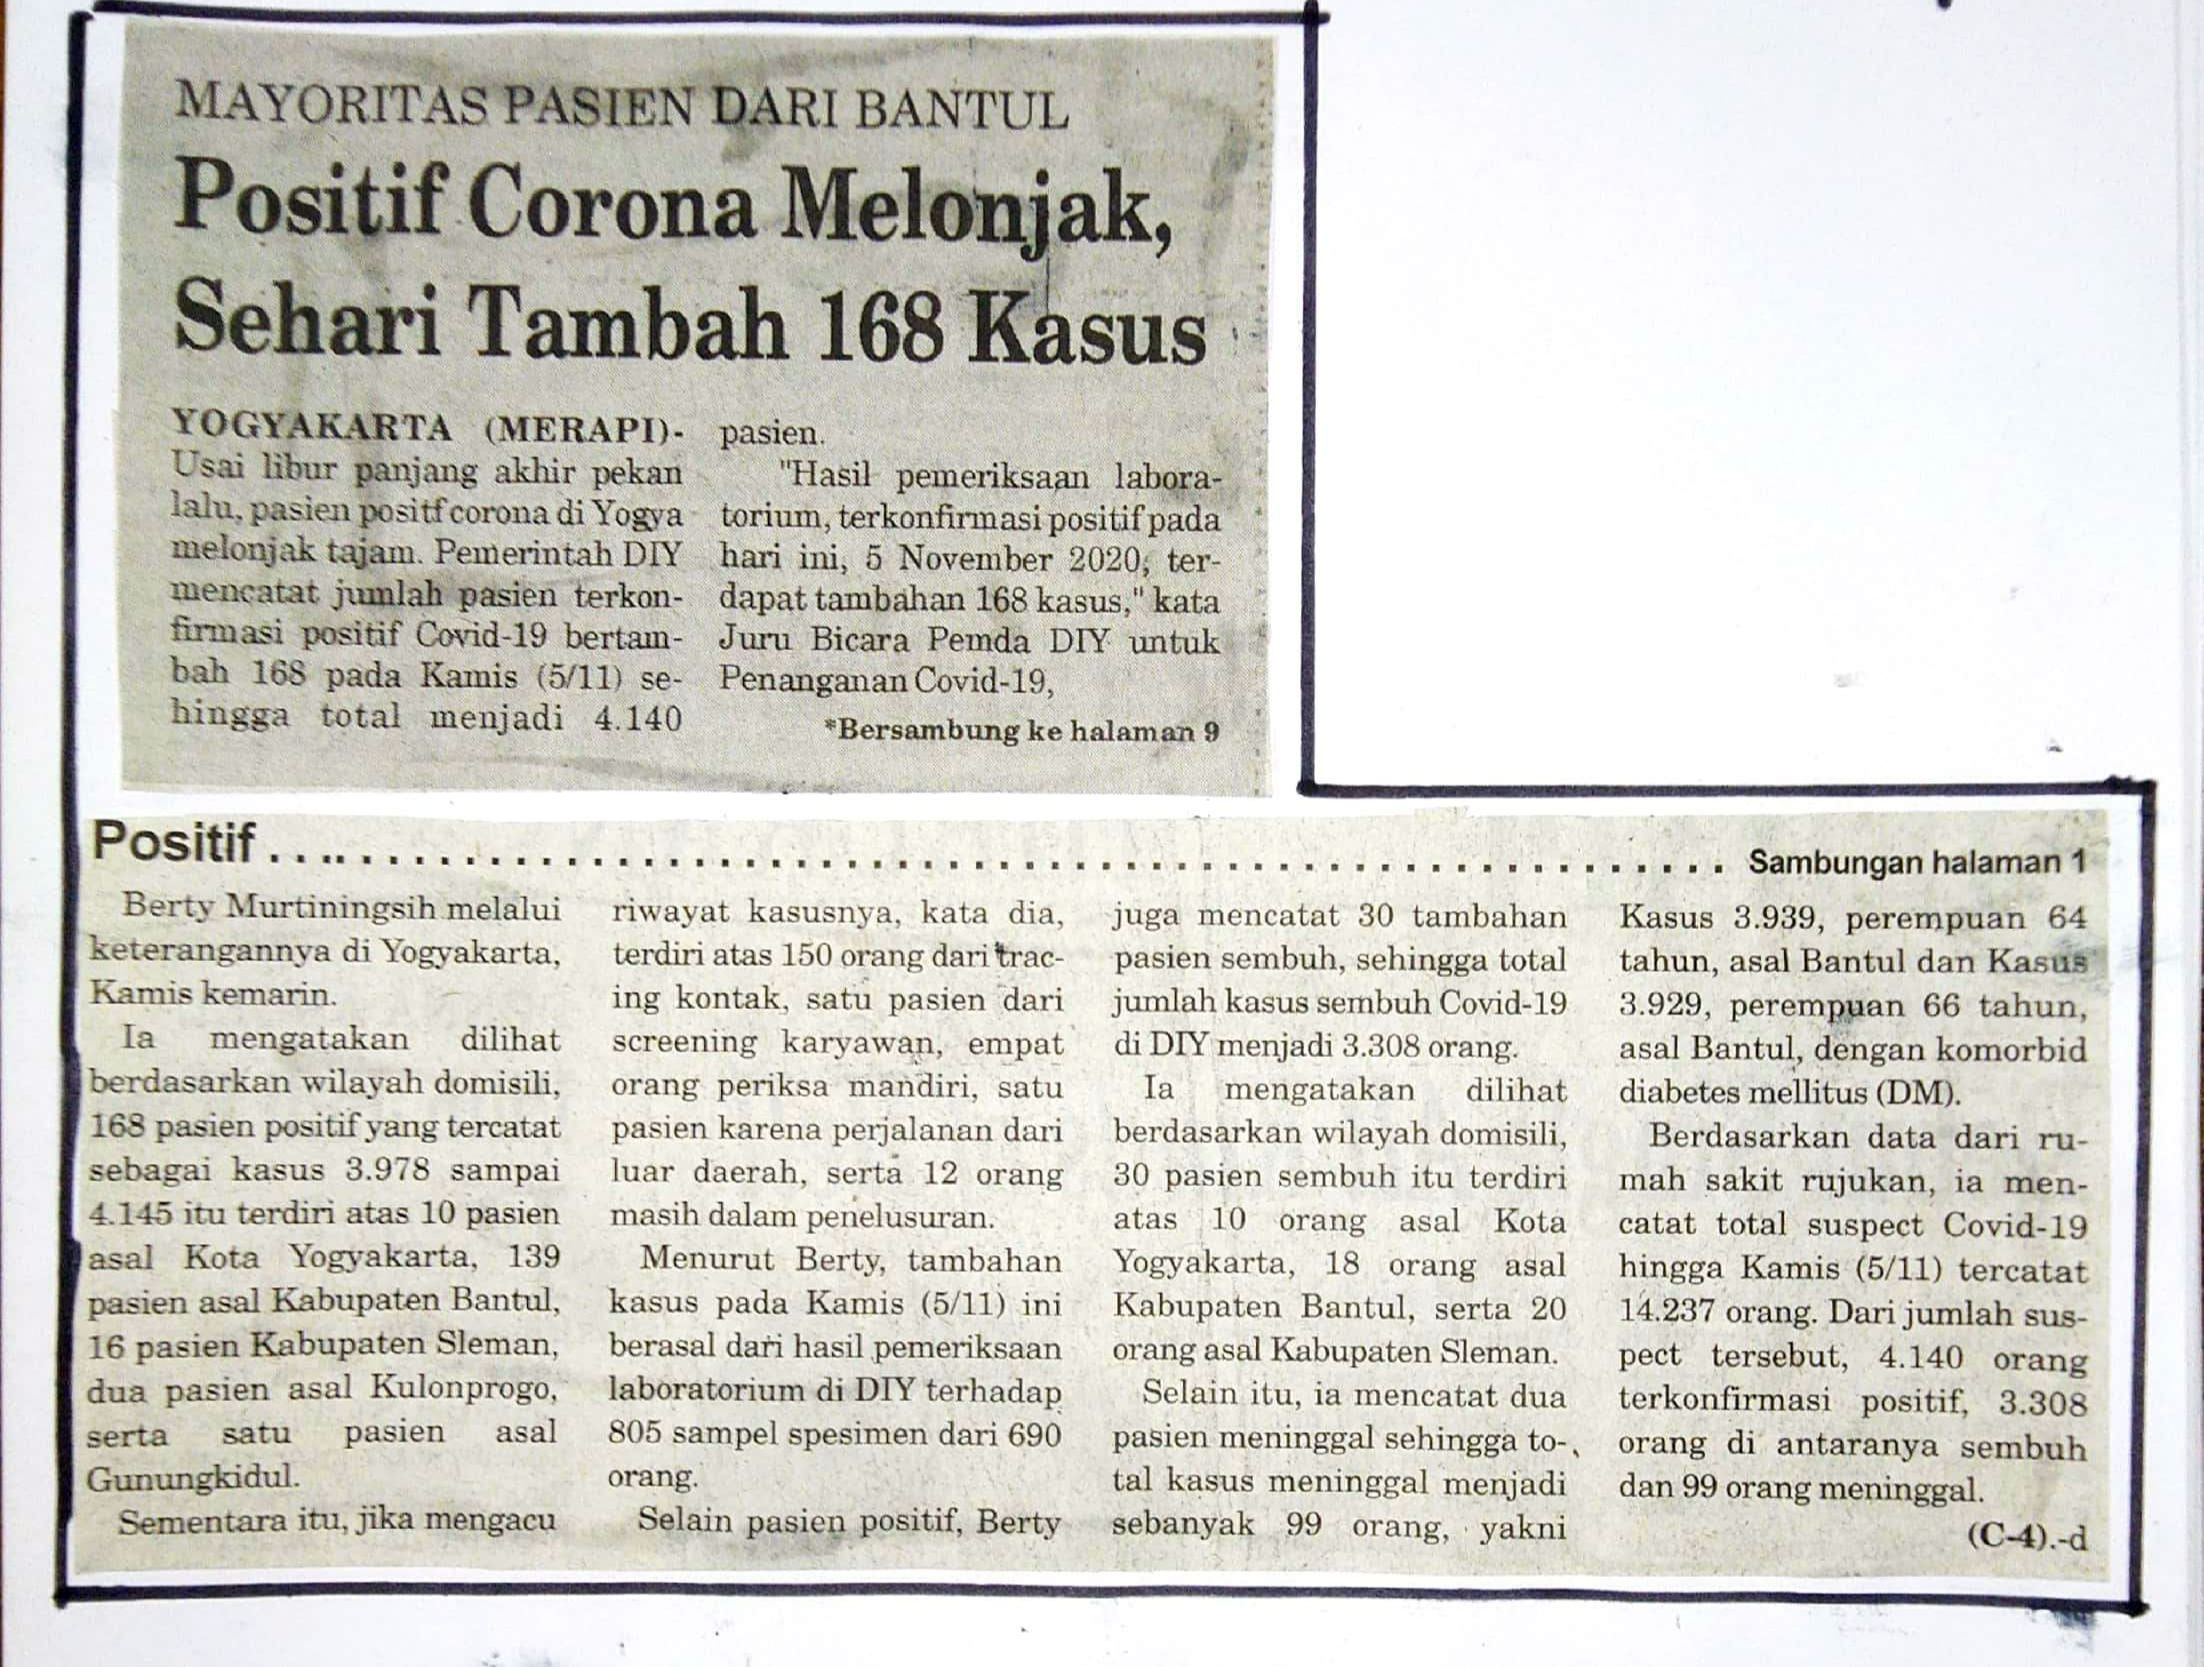 MAYORITAS PASIEN DARI BANTUL
Positif Corona Melonjak,
Sehari Tambah 168 Kasus
YOGYAKARTA (MERAPI)-
Usai libur panjang akhir pekan
lalu, pasien positf corona di Yogya
melonjak tajam. Pemerintah DIY
mencatat jumlah pasien terkon-
firmasi positif Covid-19 bertam-
bah 168 pada Kamis (5/11) se-
hingga total menjadi 4.140
pasien.
"Hasil pemeriksaan labora-
torium, terkonfirmasi positif pada
hari ini, 5 November 2020, ter-
dapat tambahan 168 kasus," kata
Juru Bicara Pemda DIY untuk
Penanganan Covid-19,
*Bersambung ke halaman 9
Positif ........................................................ Sambungan halaman 1
Berty Murtiningsih melalui
keterangannya di Yogyakarta,
Kamis kemarin.
Ia mengatakan dilihat
berdasarkan wilayah domisili,
168 pasien positif yang tercatat
sebagai kasus 3.978 sampai
4.145 itu terdiri atas 10 pasien
asal Kota Yogyakarta, 139
pasien asal Kabupaten Bantul,
16 pasien Kabupaten Sleman,
dua pasien asal Kulonprogo,
serta satu pasien asal
Gunungkidul.
Sementara itu, jika mengacu
riwayat kasusnya, kata dia,
terdiri atas 150 orang dari trac-
ing kontak, satu pasien dari
screening karyawan, empat
orang periksa mandiri, satu
pasien karena perjalanan dari
luar daerah, serta 12 orang
masih dalam penelusuran.
Menurut Berty, tambahan
kasus pada Kamis (5/11) ini
berasal dari hasil pemeriksaan
laboratorium di DIY terhadap
805 sampel spesimen dari 690
orang.
Selain pasien positif, Berty
juga mencatat 30 tambahan
pasien sembuh, sehingga total
jumlah kasus sembuh Covid-19
di DIY menjadi 3.308 orang.
Ia mengatakan dilihat
berdasarkan wilayah domisili,
30 pasien sembuh itu terdiri
atas 10 orang asal Kota
Yogyakarta, 18 orang asal
Kabupaten Bantul, serta 20
orang asal Kabupaten Sleman.
Selain itu, ia mencatat dua
pasien meninggal sehingga to-
tal kasus meninggal menjadi
sebanyak 99 orang, yakni
Kasus 3.939, perempuan 64
tahun, asal Bantul dan Kasus
3.929, perempuan 66 tahun,
asal Bantul, dengan komorbid
diabetes mellitus (DM).
Berdasarkan data dari ru-
mah sakit rujukan, ia men-
catat total suspect Covid-19
hingga Kamis (5/11) tercatat
14.237 orang. Dari jumlah sus-
pect tersebut, 4.140 orang
terkonfirmasi positif, 3.308
orang di antaranya sembuh
dan 99 orang meninggal.
(C-4).-d